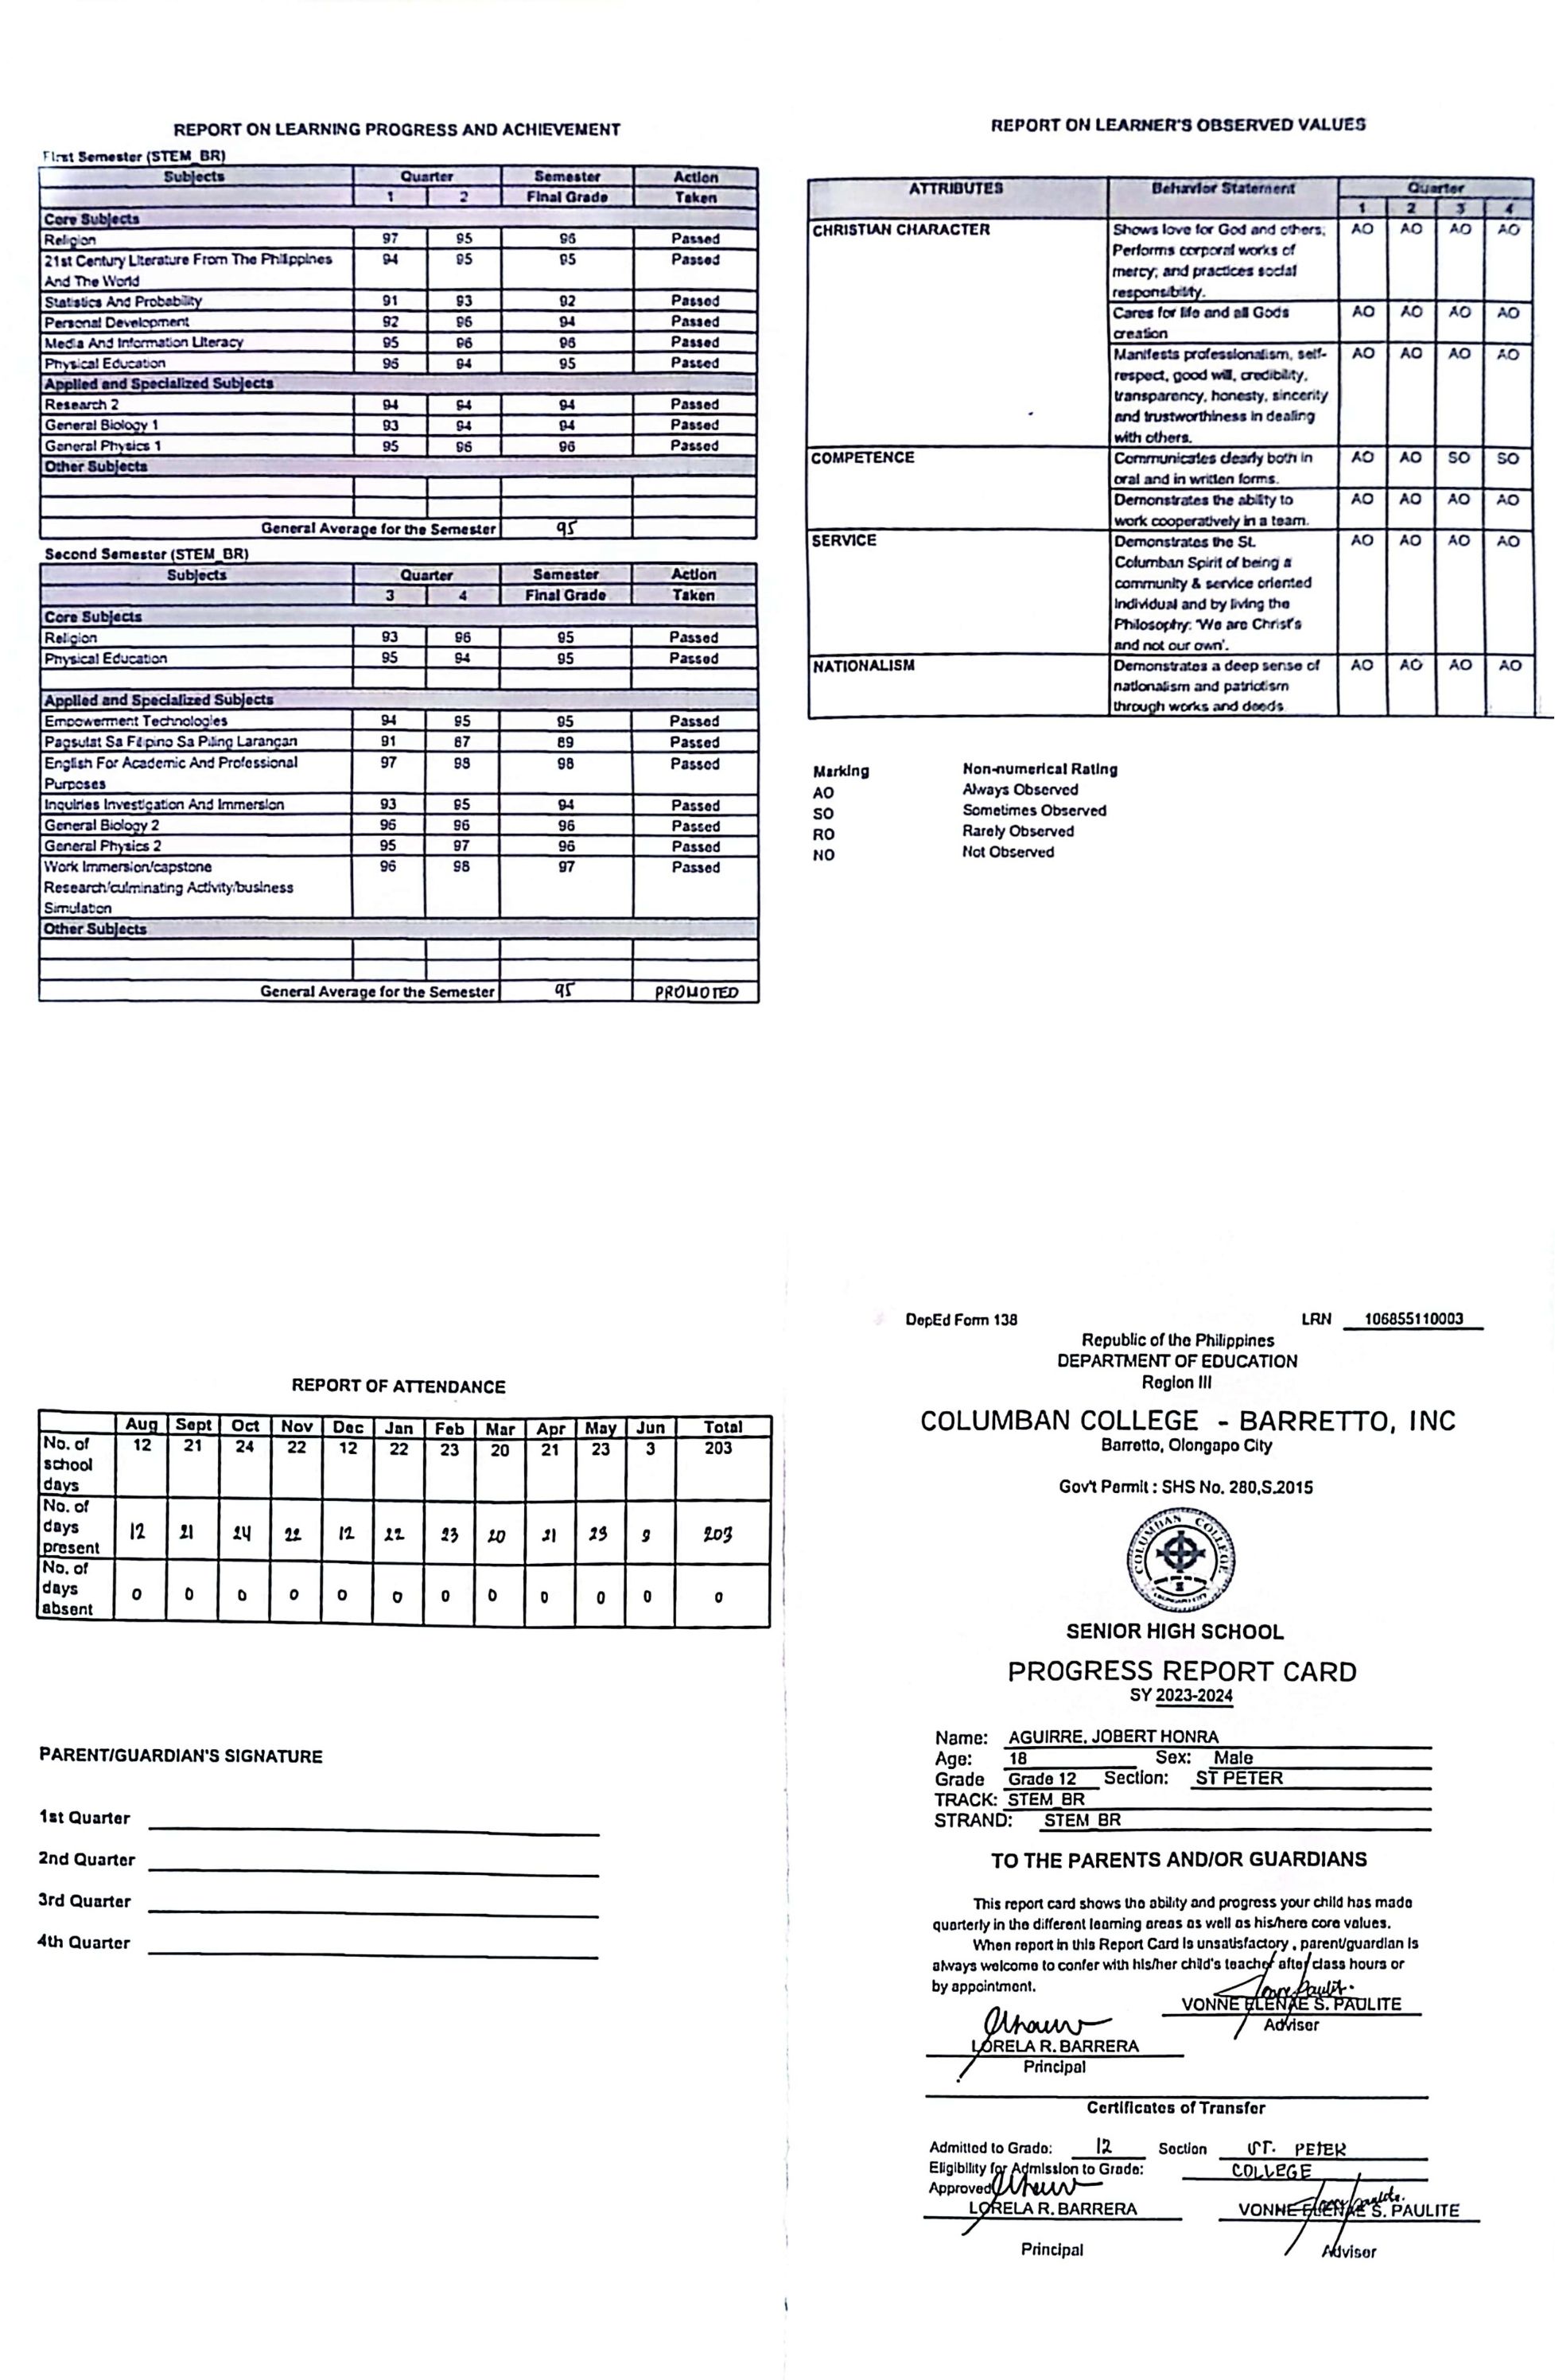 REPORT ON LEARNING PROGRESS AND ACHIEVEMENT
First Semester (STEM_BR)
Subjects Quarter Semester Action
1 2 Final Grade Taken
Core Subjects
Religion 97 95 96 Passed
21st Century Literature From The Philippines 94 95 95 Passed
And The World
Statistics And Probability 91 93 92 Passed
Personal Development 92 96 94 Passed
Media And Information Literacy 95 96 96 Passed
Physical Education 96 94 95 Passed
Applied and Specialized Subjects
Research 2 94 94 94 Passed
General Biology 1 93 94 94 Passed
General Physics 1 95 96 96 Passed
Other Subjects
General Average for the Semester 95
Second Semester (STEM_BR)
Subjects Quarter Semester Action
3 4 Final Grade Taken
Core Subjects
Religion 93 96 95 Passed
Physical Education 95 94 95 Passed
Applied and Specialized Subjects
Empowerment Technologies 94 95 95 Passed
Pagsulat Sa Filipino Sa Piling Larangan 91 87 89 Passed
English For Academic And Professional 97 98 98 Passed
Purposes
Inquiries Investigation And Immersion 93 95 94 Passed
General Biology 2 96 96 96 Passed
General Physics 2 95 97 96 Passed
Work Immersion/capstone 96 98 97 Passed
Research/culminating Activity/business
Simulation
Other Subjects
General Average for the Semester 95 PROMOTED
REPORT ON LEARNER'S OBSERVED VALUES
ATTRIBUTES Behavior Statement Quarter
1 2 3 4
CHRISTIAN CHARACTER Shows love for God and others; AO AO AO AO
Performs corporal works of
mercy; and practices social
responsibility.
Cares for life and all Gods AO AO AO AO
creation
Manifests professionalism, self- AO AO AO AO
respect, good will, credibility,
transparency, honesty, sincerity
and trustworthiness in dealing
with others.
COMPETENCE Communicates clearly both in AO AO SO SO
oral and in written forms.
Demonstrates the ability to AO AO AO AO
work cooperatively in a team.
SERVICE Demonstrates the St. AO AO AO AO
Columban Spirit of being a
community & service oriented
Individual and by living the
Philosophy: 'We are Christ's
and not our own'.
NATIONALISM Demonstrates a deep sense of AO AO AO AO
nationalism and patriotism
through works and deeds
Marking Non-numerical Rating
AO Always Observed
SO Sometimes Observed
RO Rarely Observed
NO Not Observed
REPORT OF ATTENDANCE
Aug Sept Oct Nov Dec Jan Feb Mar Apr May Jun Total
No. of school days 12 21 24 22 12 22 23 20 21 23 3 203
No. of days present 12 21 24 22 12 22 23 20 21 23 3 203
No. of days absent 0 0 0 0 0 0 0 0 0 0 0 0
PARENT/GUARDIAN'S SIGNATURE
1st Quarter
2nd Quarter
3rd Quarter
4th Quarter
DepEd Form 138 LRN 106855110003
Republic of the Philippines
DEPARTMENT OF EDUCATION
Region III
COLUMBAN COLLEGE - BARRETTO, INC
Barretto, Olongapo City
Gov't Permit : SHS No. 280,S.2015
COLUMBAN COLLEGE
SENIOR HIGH SCHOOL
PROGRESS REPORT CARD
SY 2023-2024
Name: AGUIRRE, JOBERT HONRA
Age: 18 Sex: Male
Grade Grade 12 Section: ST PETER
TRACK: STEM_BR
STRAND: STEM_BR
TO THE PARENTS AND/OR GUARDIANS
This report card shows the ability and progress your child has made
quarterly in the different learning areas as well as his/here core values.
When report in this Report Card is unsatisfactory , parent/guardian is
always welcome to confer with his/her child's teacher after class hours or
by appointment.
VONNE ELENAE S. PAULITE
Adviser
LORELA R. BARRERA
Principal
Certificates of Transfer
Admitted to Grade: 12 Section ST. PETER
Eligibility for Admission to Grade: COLLEGE
Approved
LORELA R. BARRERA VONNE ELENAE S. PAULITE
Principal Advisor